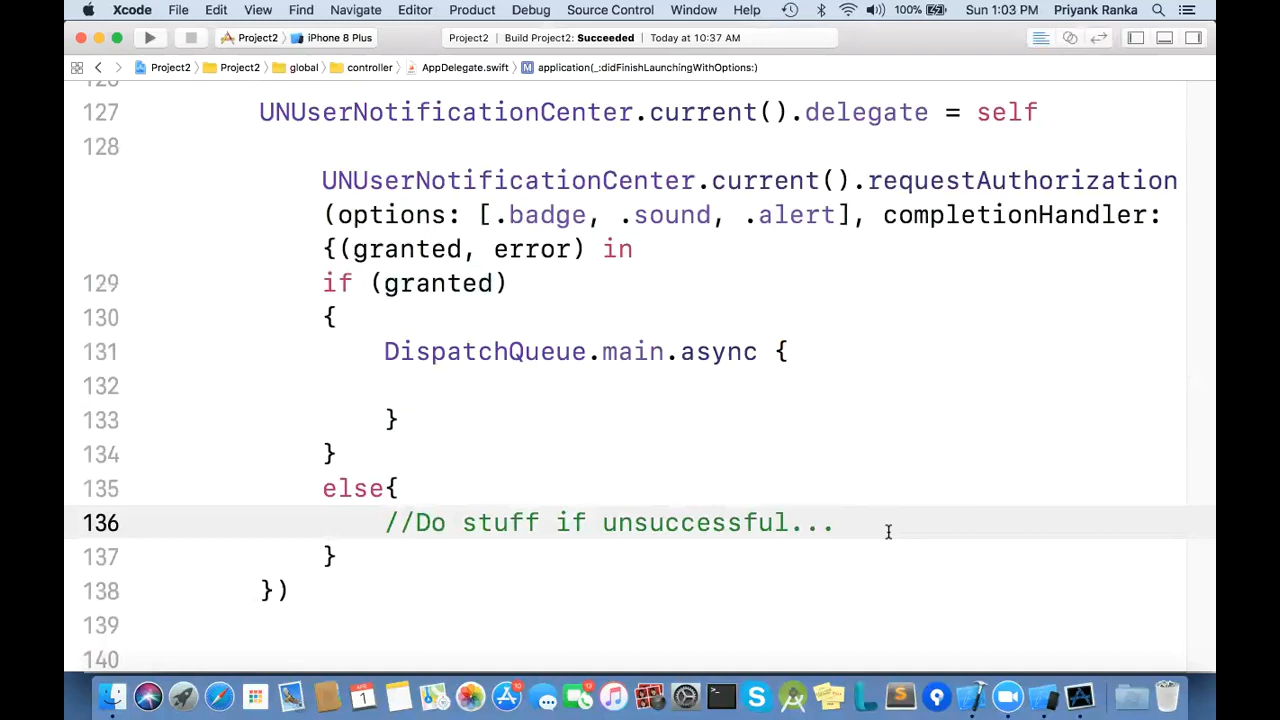 Xcode File Edit View Find Navigate Editor Product Debug Source Control Window Help 100% Sun 1:03 PM Priyank Ranka
Project2 iPhone 8 Plus Project2 | Build Project2: Succeeded | Today at 10:37 AM
Project2 Project2 global controller AppDelegate.swift M application(_:didFinishLaunchingWithOptions:)
127 UNUserNotificationCenter.current().delegate = self
128
UNUserNotificationCenter.current().requestAuthorization
(options: [.badge, .sound, .alert], completionHandler:
{(granted, error) in
129 if (granted)
130 {
131 DispatchQueue.main.async {
132
133 }
134 }
135 else{
136 //Do stuff if unsuccessful...
137 }
138 })
139
140